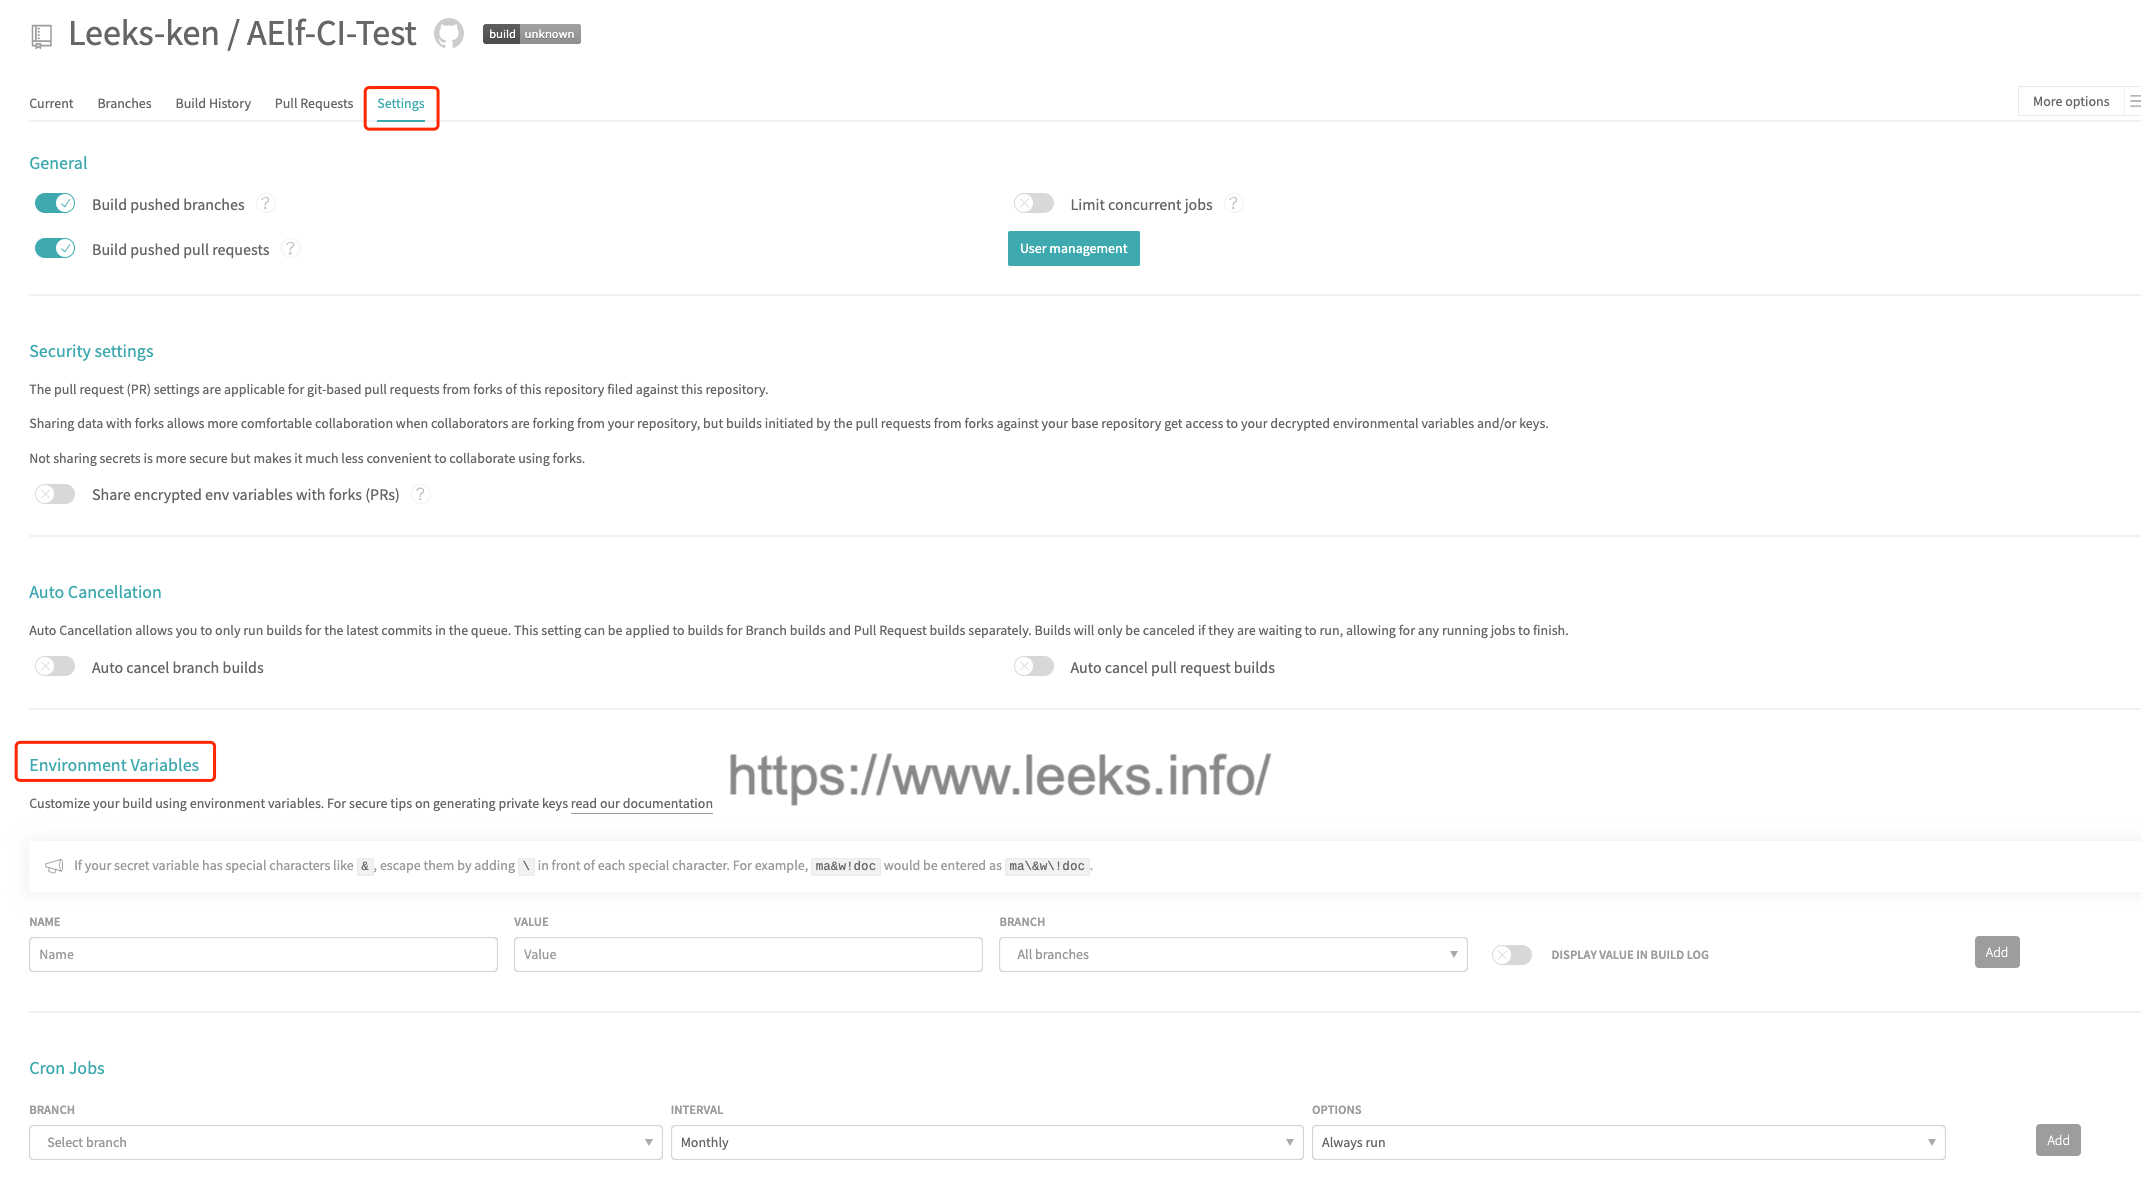 Leeks-ken / AElf-CI-Test build unknown
Current Branches Build History Pull Requests Settings More options
General
Build pushed branches ? Limit concurrent jobs ?
Build pushed pull requests ? User management
Security settings
The pull request (PR) settings are applicable for git-based pull requests from forks of this repository filed against this repository.
Sharing data with forks allows more comfortable collaboration when collaborators are forking from your repository, but builds initiated by the pull requests from forks against your base repository get access to your decrypted environmental variables and/or keys.
Not sharing secrets is more secure but makes it much less convenient to collaborate using forks.
Share encrypted env variables with forks (PRs) ?
Auto Cancellation
Auto Cancellation allows you to only run builds for the latest commits in the queue. This setting can be applied to builds for Branch builds and Pull Request builds separately. Builds will only be canceled if they are waiting to run, allowing for any running jobs to finish.
Auto cancel branch builds Auto cancel pull request builds
Environment Variables
https://www.leeks.info/
Customize your build using environment variables. For secure tips on generating private keys read our documentation
If your secret variable has special characters like &, escape them by adding \ in front of each special character. For example, ma&w!doc would be entered as ma\&w\!doc.
NAME VALUE BRANCH
Name Value All branches DISPLAY VALUE IN BUILD LOG Add
Cron Jobs
BRANCH INTERVAL OPTIONS
Select branch Monthly Always run Add